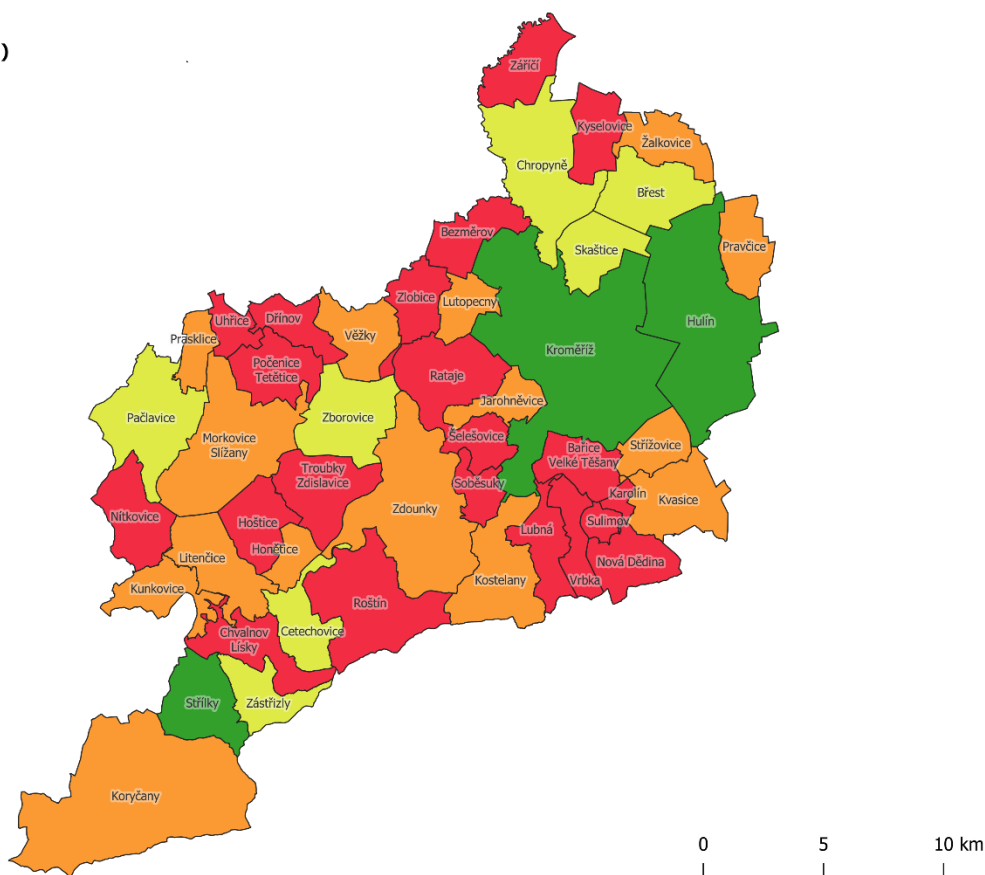 )
Záříčí
Kyselovice
Žalkovice
Chropyně
Břest
Bezměrov
Skaštice
Pravčice
Zlobice
Lutopecny
Uhřice
Dřínov
Věžky
Prasklice
Hulín
Kroměříž
Počenice
Tetětice
Rataje
Jarohněvice
Pačlavice
Zborovice
Morkovice
Slížany
Šelešovice
Střížovice
Bařice
Velké Těšany
Troubky
Zdislavice
Soběsuky
Karolín
Kvasice
Zdounky
Nítkovice
Hoštice
Sulimov
Lubná
Honětice
Litenčice
Nová Dědina
Kostelany
Vrbka
Kunkovice
Roštín
Chvalnov
Lísky
Cetechovice
Střílky
Zástřizly
Koryčany
0 5 10 km